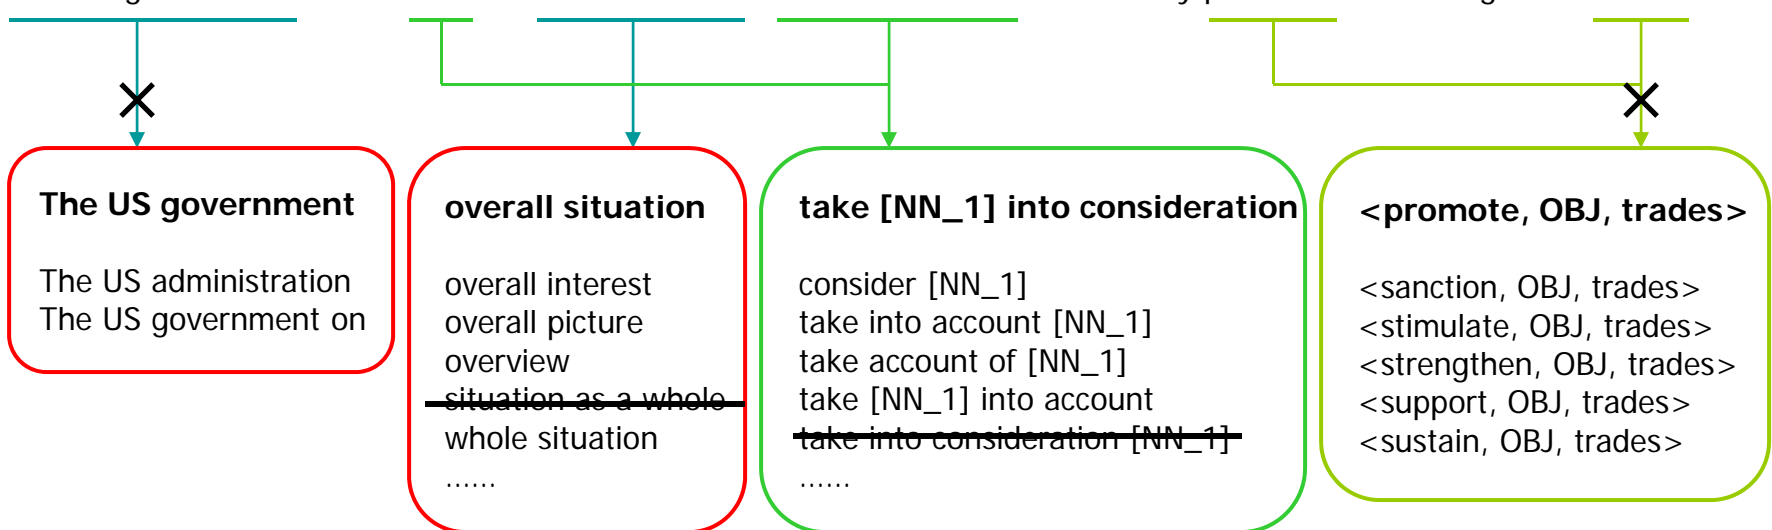 The US government
The US administration
The US government on
overall situation
overall interest
overall picture
overview
situation as a whole
whole situation
......
take [NN_1] into consideration
consider [NN_1]
take into account [NN_1]
take account of [NN_1]
take [NN_1] into account
take into consideration [NN_1]
......
<promote, OBJ, trades>
<sanction, OBJ, trades>
<stimulate, OBJ, trades>
<strengthen, OBJ, trades>
<support, OBJ, trades>
<sustain, OBJ, trades>